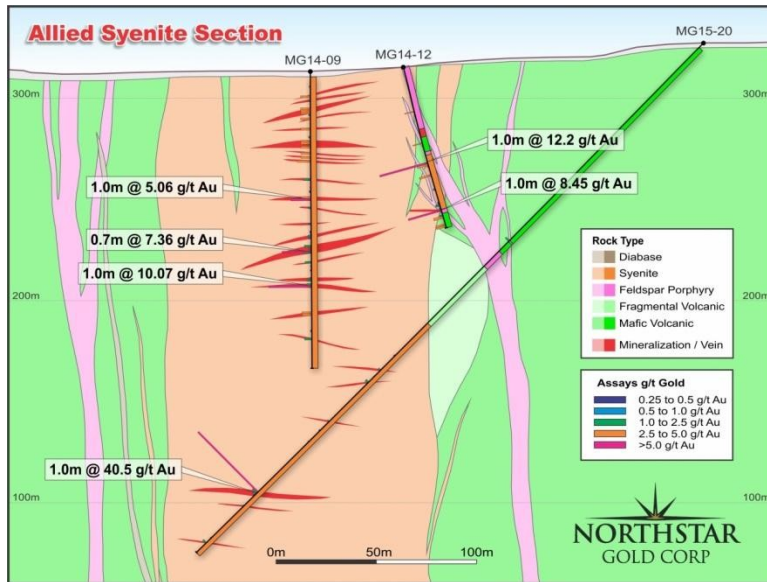 Allied Syenite Section
MG14-09
MG14-12
MG15-20
300m
300m
1.0m @ 12.2 g/t Au
1.0m @ 5.06 g/t Au
1.0m @ 8.45 g/t Au
0.7m @ 7.36 g/t Au
1.0m @ 10.07 g/t Au
200m
200m
Rock Type
Diabase
Syenite
Feldspar Porphyry
Fragmental Volcanic
Mafic Volcanic
Mineralization / Vein
Assays g/t Gold
0.25 to 0.5 g/t Au
0.5 to 1.0 g/t Au
1.0 to 2.5 g/t Au
2.5 to 5.0 g/t Au
>5.0 g/t Au
1.0m @ 40.5 g/t Au
100m
100m
0m
50m
100m
NORTHSTAR
GOLD CORP